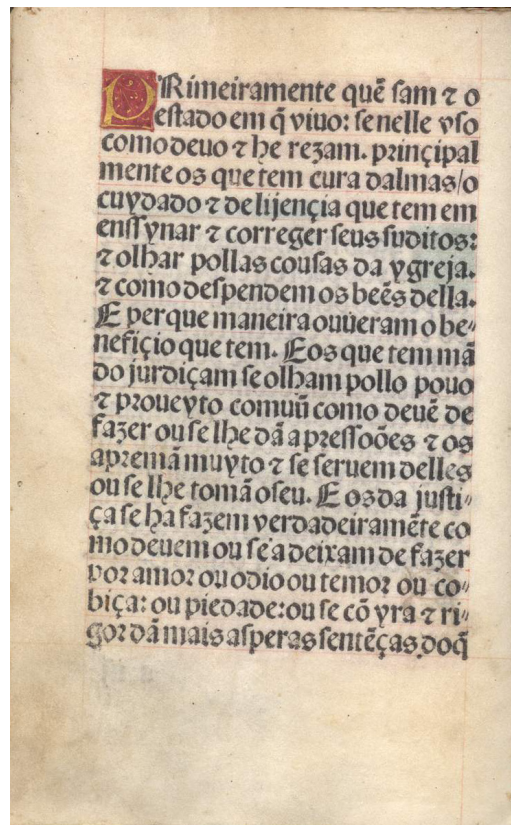 PRimeiramente quẽ sam ⁊ o
estado em q̃ viuo: se nelle vso
como deuo ⁊ he rezam. prinçipal
mente os que tem cura dalmas/o
cuydado ⁊ de lijençia que tem em
enssynar ⁊ correger seus suditos:
⁊ olhar pollas cousas da ygreja.
⁊ como despendem os beẽs della.
E per que maneira ouueram o be⸗
nefiçio que tem. E os que tem mã
do jurdiçam se olham pollo pouo
⁊ proueyto comuũ como deuẽ de
fazer ou se lhe dã apressoões ⁊ os
apremã muyto ⁊ se seruem delles
ou se lhe tomã o seu. E os da justi⸗
ça se ha fazem verdadeiramẽte co
mo deuem ou se a deixam de fazer
por amor ou odio ou temor ou co⸗
biça: ou piedade: ou se cõ yra ⁊ ri⸗
gor dã mais asperas sentẽças do q̃